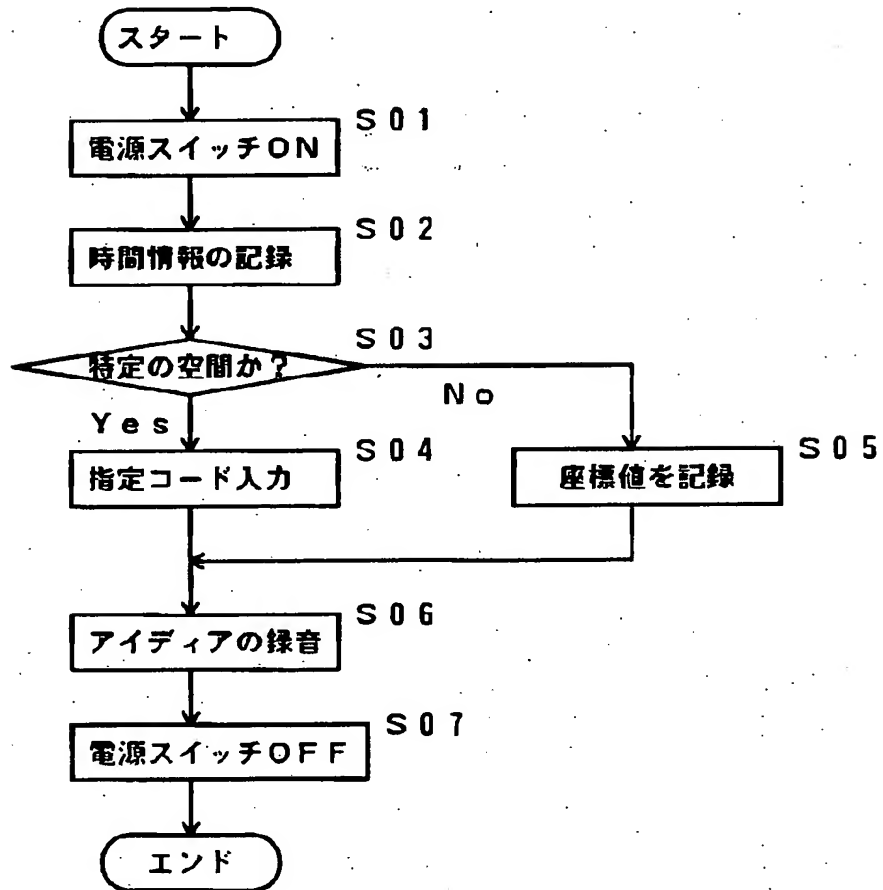 スタート
S01
電源スイッチON
S02
時間情報の記録
S03
特定の空間か?
No
Yes
S04
指定コード入力
S05
座標値を記録
S06
アイディアの録音
S07
電源スイッチOFF
エンド